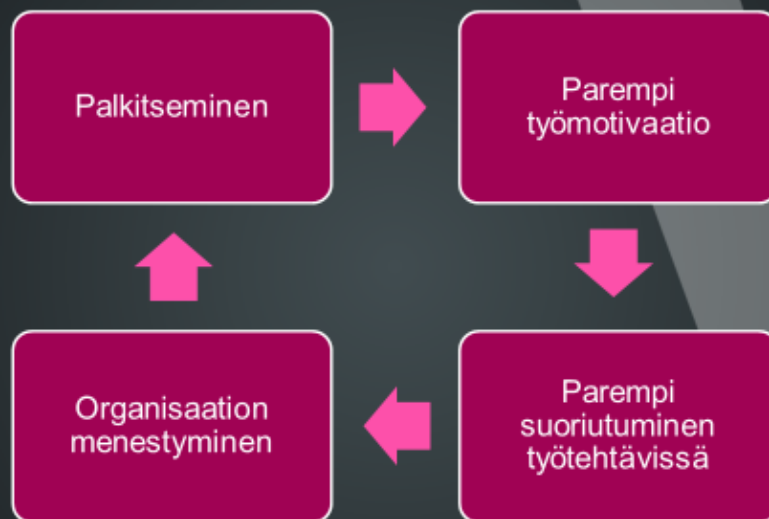 Palkitseminen
Parempi
työmotivaatio
Parempi
suoriutuminen
työtehtävissä
Organisaation
menestyminen